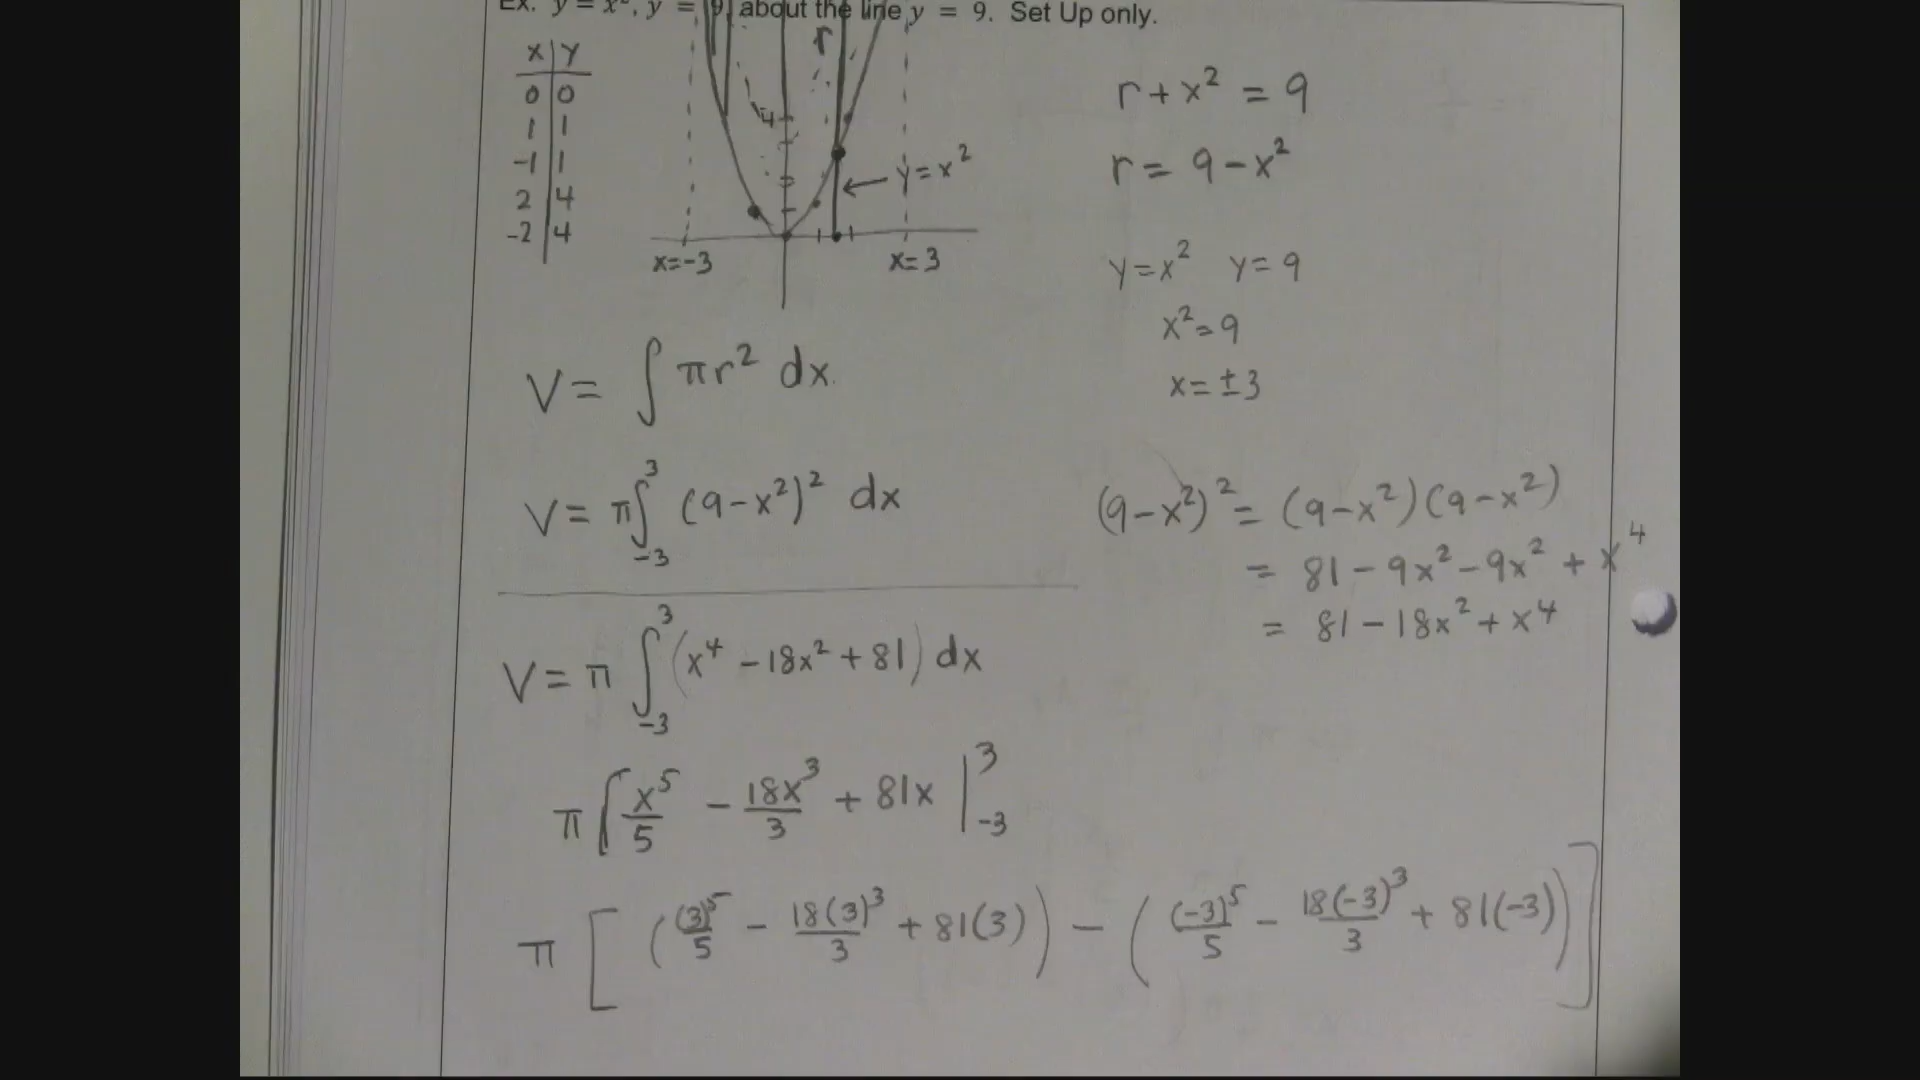 Ex. y = x², y = 9, about the line y = 9. Set Up only.
x | y
0 | 0
1 | 1
-1 | 1
2 | 4
-2 | 4
r
4
y = x²
x=-3
x=3
r + x² = 9
r = 9 - x²
y = x² y = 9
x² = 9
x = ±3
V = ∫ πr² dx
V = π∫₋₃³ (9-x²)² dx
(9-x²)² = (9-x²)(9-x²)
= 81 - 9x² - 9x² + x⁴
= 81 - 18x² + x⁴
V = π ∫₋₃³ (x⁴ - 18x² + 81) dx
π [ x⁵/5 - 18x³/3 + 81x |₋₃³
π [ ( (3)⁵/5 - 18(3)³/3 + 81(3) ) - ( (-3)⁵/5 - 18(-3)³/3 + 81(-3) ) ]